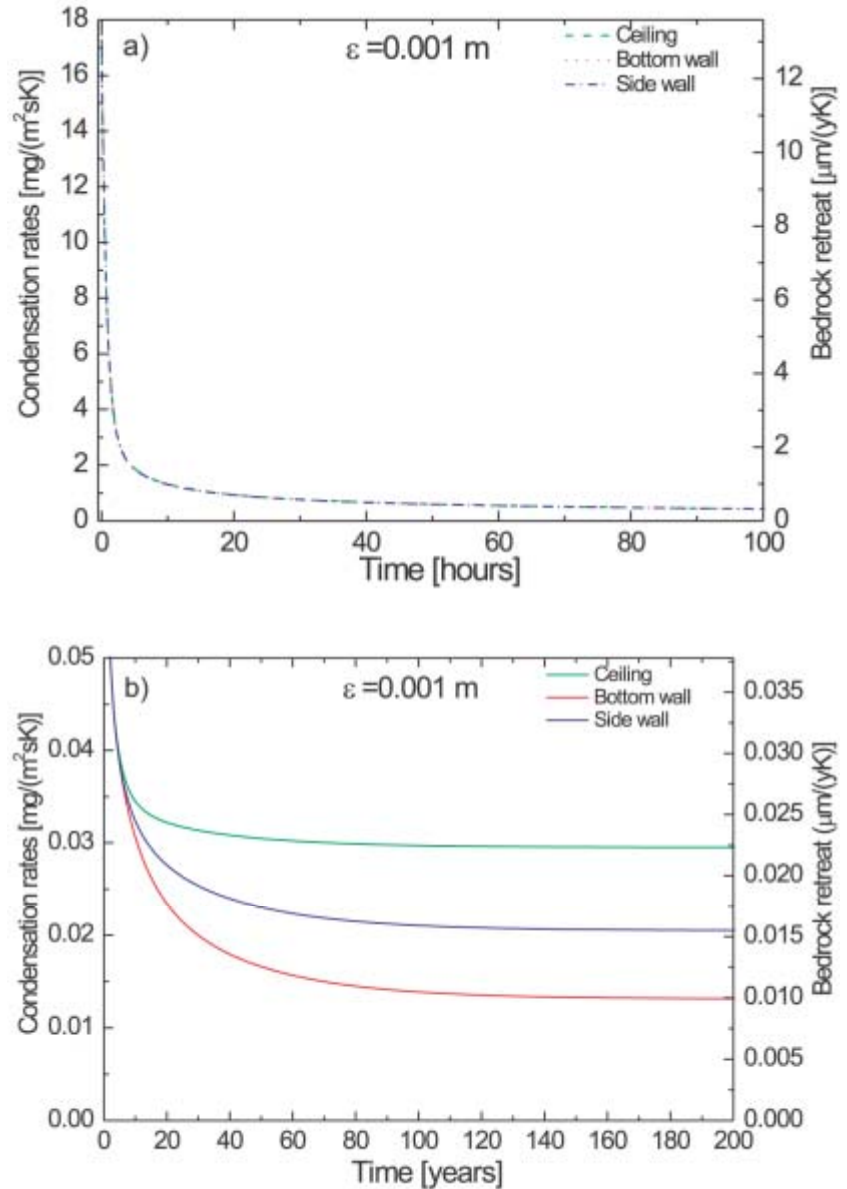 a)
ε =0.001 m
Ceiling
Bottom wall
Side wall
Condensation rates [mg/(m²sK)]
18
16
14
12
10
8
6
4
2
0
Bedrock retreat [μm/(yK)]
12
10
8
6
4
2
0
0 20 40 60 80 100
Time [hours]
b)
ε =0.001 m
Ceiling
Bottom wall
Side wall
Condensation rates [mg/(m²sK)]
0.05
0.04
0.03
0.02
0.01
0.00
Bedrock retreat (μm/(yK)]
0.035
0.030
0.025
0.020
0.015
0.010
0.005
0.000
0 20 40 60 80 100 120 140 160 180 200
Time [years]